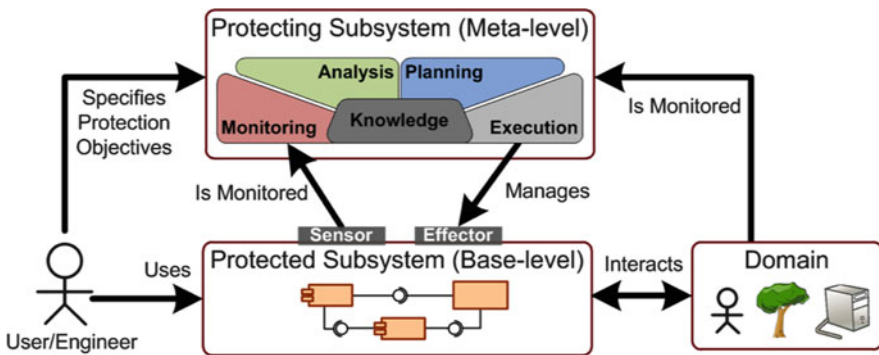 Protecting Subsystem (Meta-level)
Analysis
Planning
Monitoring
Knowledge
Execution
Specifies
Protection
Objectives
Is Monitored
Is Monitored
Manages
Sensor
Effector
Uses
Protected Subsystem (Base-level)
Interacts
Domain
User/Engineer